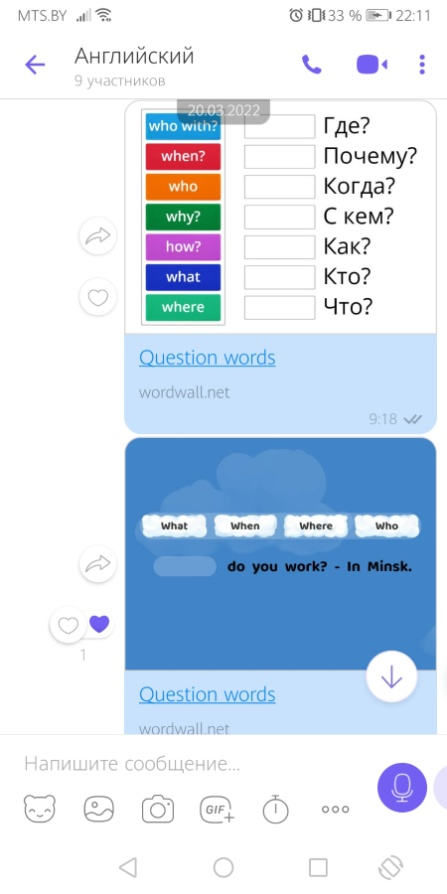 MTS.BY 33 % 22:11
Английский
9 участников
20.03.2022
who with? Где?
when? Почему?
who Когда?
why? С кем?
how? Как?
what Кто?
where Что?
Question words
wordwall.net
9:18
What When Where Who
do you work? - In Minsk.
1
Question words
wordwall.net
Напишите сообщение...
GIF